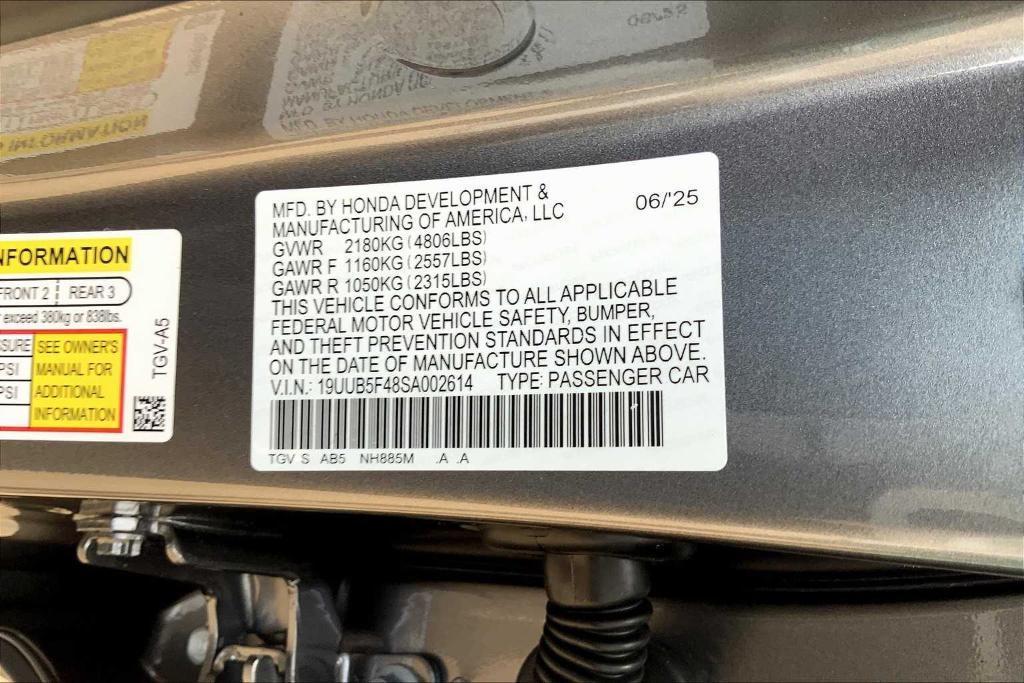 NFORMATION
FRONT 2 REAR 3
exceed 380kg or 838lbs.
SSURE
PSI
PSI
SEE OWNER'S
MANUAL FOR
ADDITIONAL
INFORMATION
TGV-A5
MFD. BY HONDA DEVELOPMENT &
MANUFACTURING OF AMERICA, LLC
06/'25
GVWR 2180KG (4806LBS)
GAWR F 1160KG (2557LBS)
GAWR R 1050KG (2315LBS)
THIS VEHICLE CONFORMS TO ALL APPLICABLE
FEDERAL MOTOR VEHICLE SAFETY, BUMPER,
AND THEFT PREVENTION STANDARDS IN EFFECT
ON THE DATE OF MANUFACTURE SHOWN ABOVE.
V.I.N.: 19UUB5F48SA002614 TYPE: PASSENGER CAR
TGV S AB5 NH885M .A .A